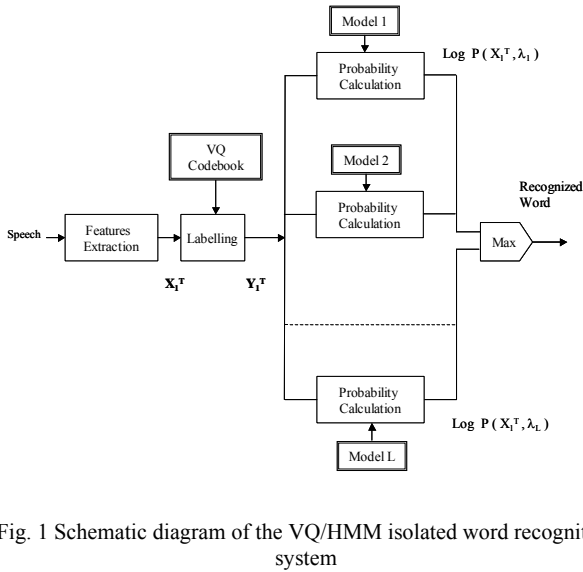 Model 1
Log P ( X₁ᵀ , λ₁ )
Probability
Calculation
VQ
Codebook
Model 2
Probability
Calculation
Recognized
Word
Speech
Features
Extraction
Labelling
Max
X₁ᵀ
Y₁ᵀ
Probability
Calculation
Log P ( X₁ᵀ , λ_L )
Model L
Fig. 1 Schematic diagram of the VQ/HMM isolated word recognit
system